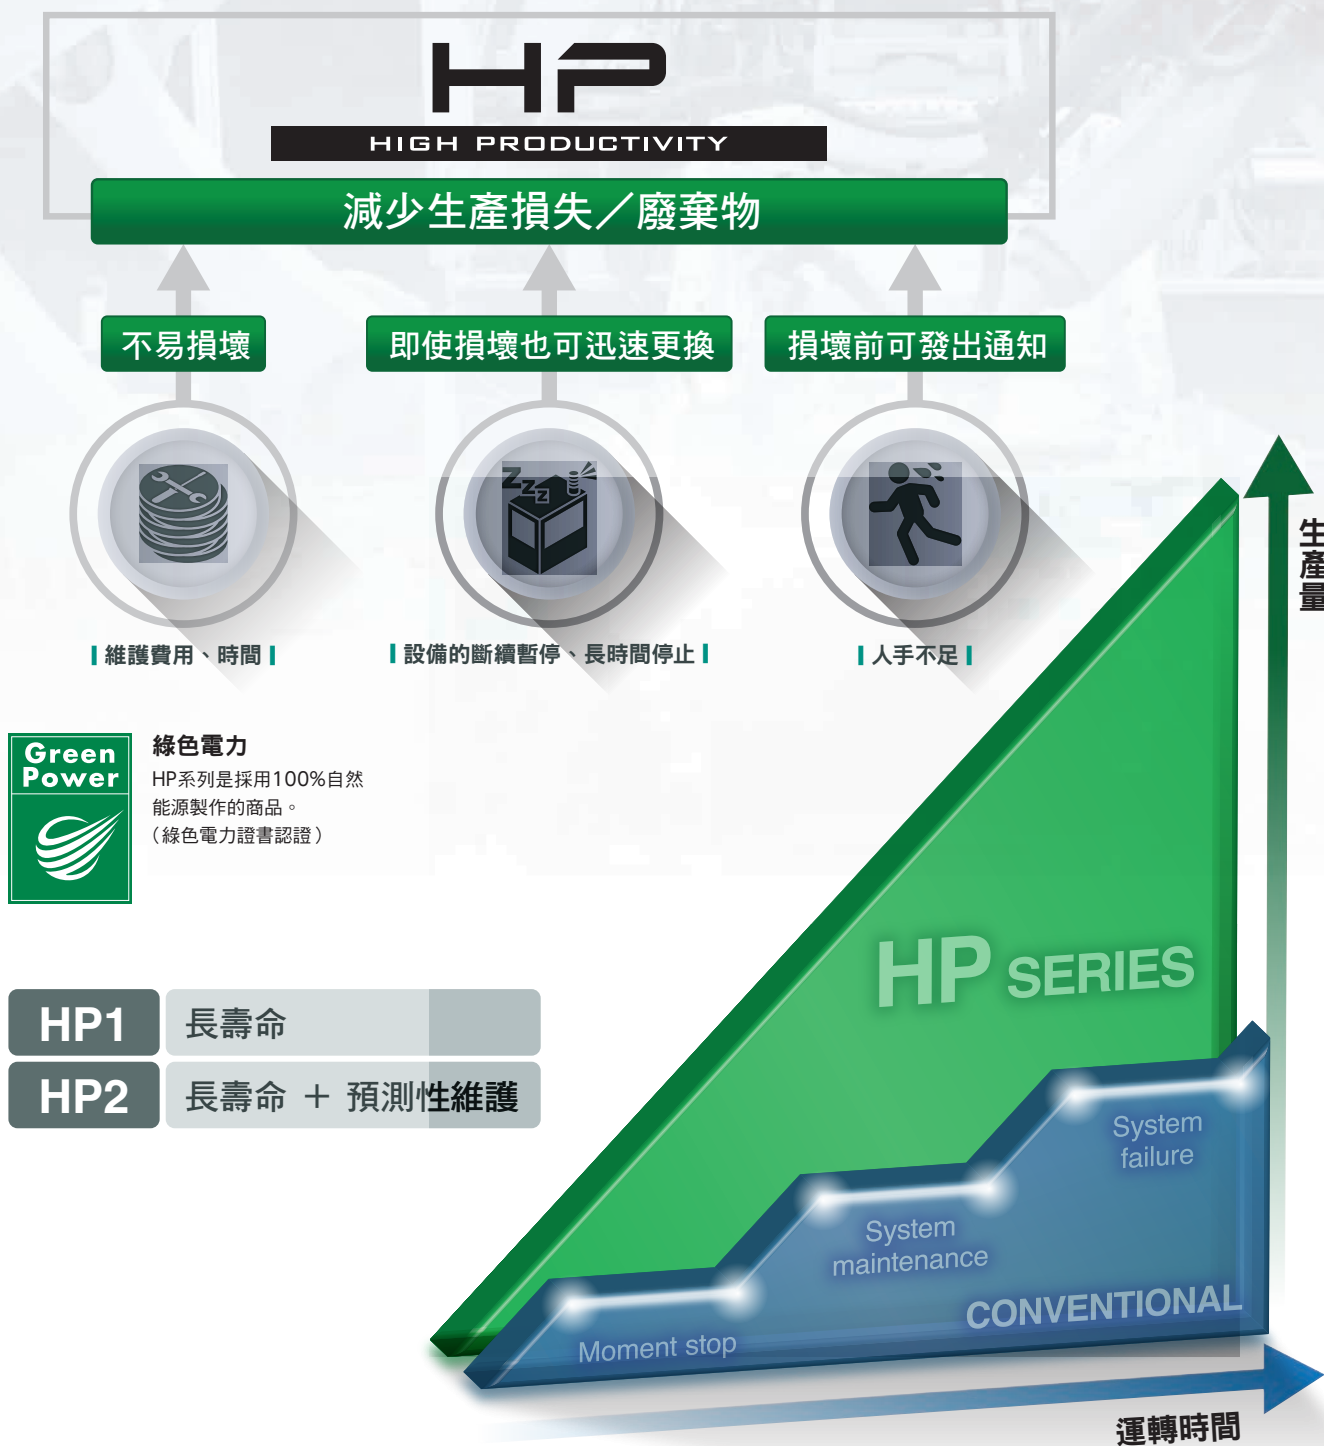 HP
HIGH PRODUCTIVITY
減少生產損失／廢棄物
不易損壞
即使損壞也可迅速更換
損壞前可發出通知
ZZZ
維護費用、時間
設備的斷續暫停、長時間停止
人手不足
生產量
Green
Power
綠色電力
HP系列是採用100%自然
能源製作的商品。
（綠色電力證書認證）
HP SERIES
HP1 長壽命
HP2 長壽命 ＋ 預測性維護
System
failure
System
maintenance
CONVENTIONAL
Moment stop
運轉時間